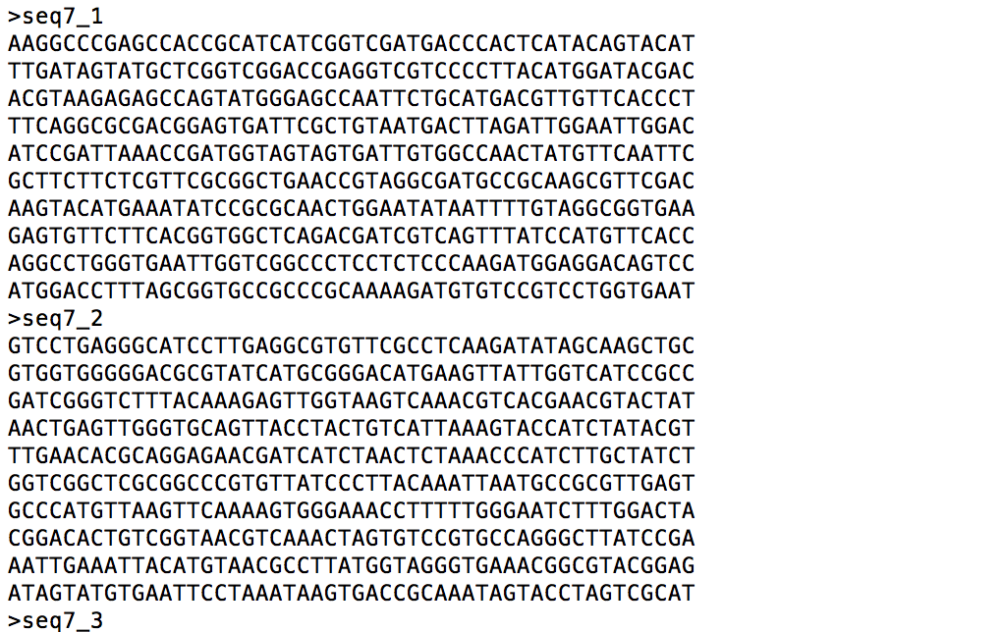 >seq7_1
AAGGCCCGAGCCACCGCATCATCGGTCGATGACCCACTCATACAGTACAT
TTGATAGTATGCTCGGTCGGACCGAGGTCGTCCCCTTACATGGATACGAC
ACGTAAGAGAGCCAGTATGGGAGCCAATTCTGCATGACGTTGTTCACCCT
TTCAGGCGCGACGGAGTGATTCGCTGTAATGACTTAGATTGGAATTGGAC
ATCCGATTAAACCGATGGTAGTAGTGATTGTGGCCAACTATGTTCAATTC
GCTTCTTCTCGTTCGCGGCTGAACCGTAGGCGATGCCGCAAGCGTTCGAC
AAGTACATGAAATATCCGCGCAACTGGAATATAATTTTGTAGGCGGTGAA
GAGTGTTCTTCACGGTGGCTCAGACGATCGTCAGTTTATCCATGTTCACC
AGGCCTGGGTGAATTGGTCGGCCCTCCTCTCCCAAGATGGAGGACAGTCC
ATGGACCTTTAGCGGTGCCGCCCGCAAAAGATGTGTCCGTCCTGGTGAAT
>seq7_2
GTCCTGAGGGCATCCTTGAGGCGTGTTCGCCTCAAGATATAGCAAGCTGC
GTGGTGGGGGACGCGTATCATGCGGGACATGAAGTTATTGGTCATCCGCC
GATCGGGTCTTTACAAAGAGTTGGTAAGTCAAACGTCACGAACGTACTAT
AACTGAGTTGGGTGCAGTTACCTACTGTCATTAAAGTACCATCTATACGT
TTGAACACGCAGGAGAACGATCATCTAACTCTAAACCCATCTTGCTATCT
GGTCGGCTCGCGGCCCGTGTTATCCCTTACAAATTAATGCCGCGTTGAGT
GCCCATGTTAAGTTCAAAAGTGGGAAACCTTTTTGGGAATCTTTGGACTA
CGGACACTGTCGGTAACGTCAAACTAGTGTCCGTGCCAGGGCTTATCCGA
AATTGAAATTACATGTAACGCCTTATGGTAGGGTGAAACGGCGTACGGAG
ATAGTATGTGAATTCCTAAATAAGTGACCGCAAATAGTACCTAGTCGCAT
>seq7_3